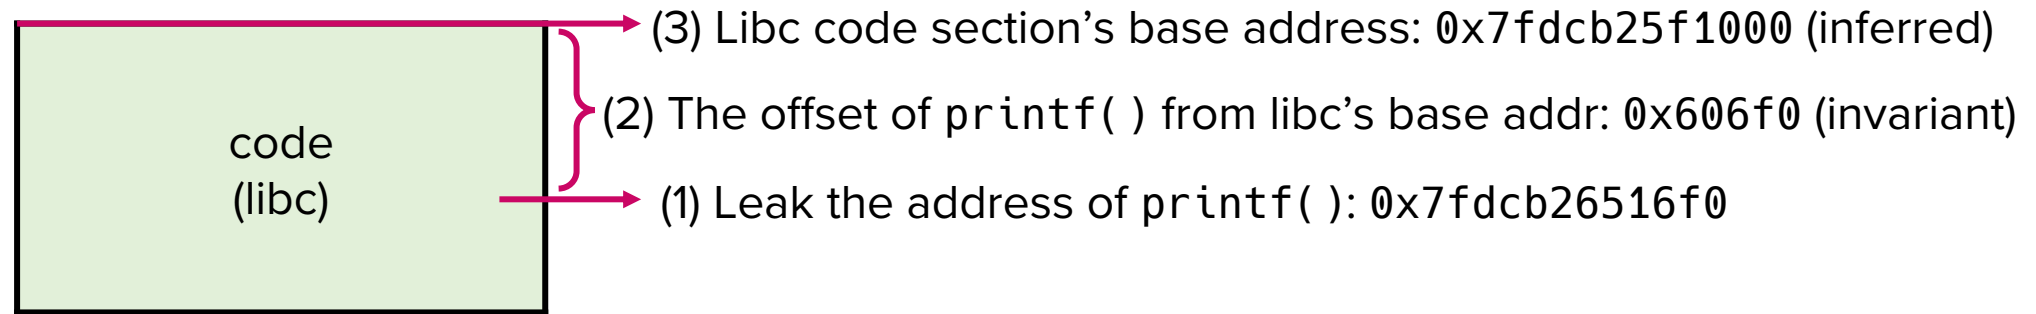 (3) Libc code section's base address: 0x7fdcb25f1000 (inferred)
(2) The offset of printf() from libc's base addr: 0x606f0 (invariant)
code
(libc)
(1) Leak the address of printf(): 0x7fdcb26516f0